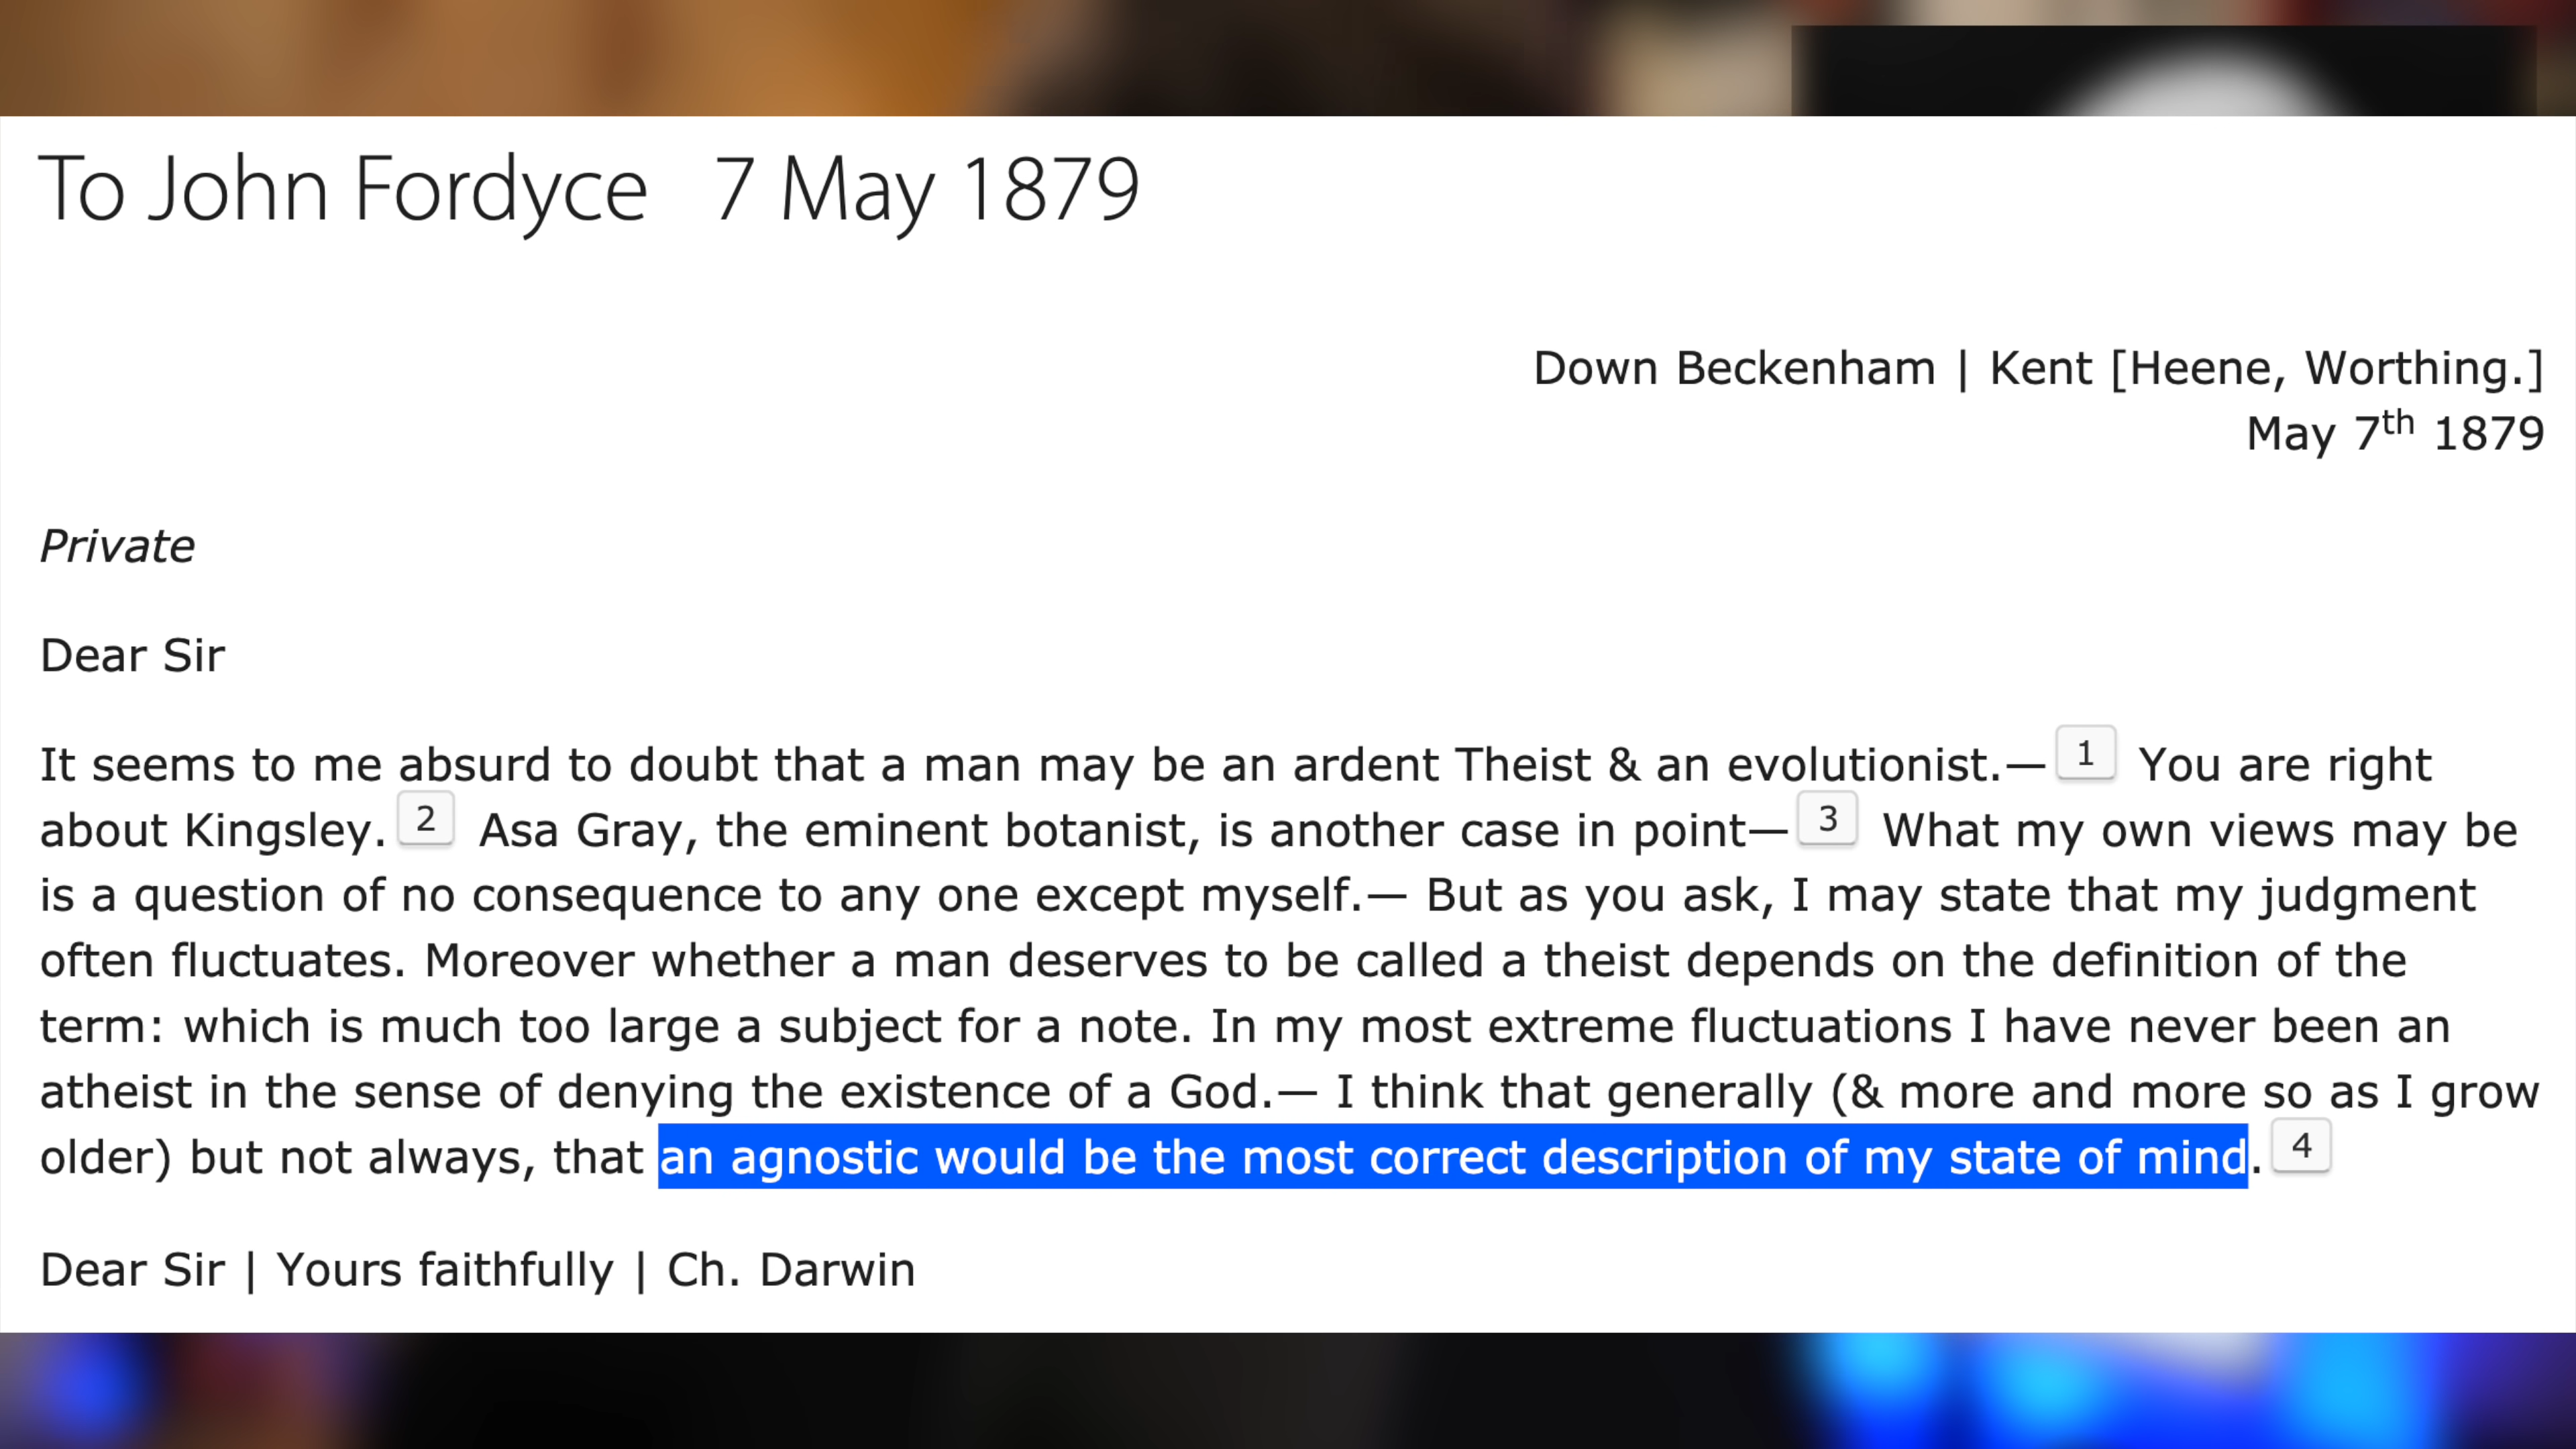 To John Fordyce 7 May 1879
Down Beckenham | Kent [Heene, Worthing.]
May 7th 1879
Private
Dear Sir
It seems to me absurd to doubt that a man may be an ardent Theist & an evolutionist.— 1 You are right
about Kingsley. 2 Asa Gray, the eminent botanist, is another case in point— 3 What my own views may be
is a question of no consequence to any one except myself.— But as you ask, I may state that my judgment
often fluctuates. Moreover whether a man deserves to be called a theist depends on the definition of the
term: which is much too large a subject for a note. In my most extreme fluctuations I have never been an
atheist in the sense of denying the existence of a God.— I think that generally (& more and more so as I grow
older) but not always, that an agnostic would be the most correct description of my state of mind. 4
Dear Sir | Yours faithfully | Ch. Darwin